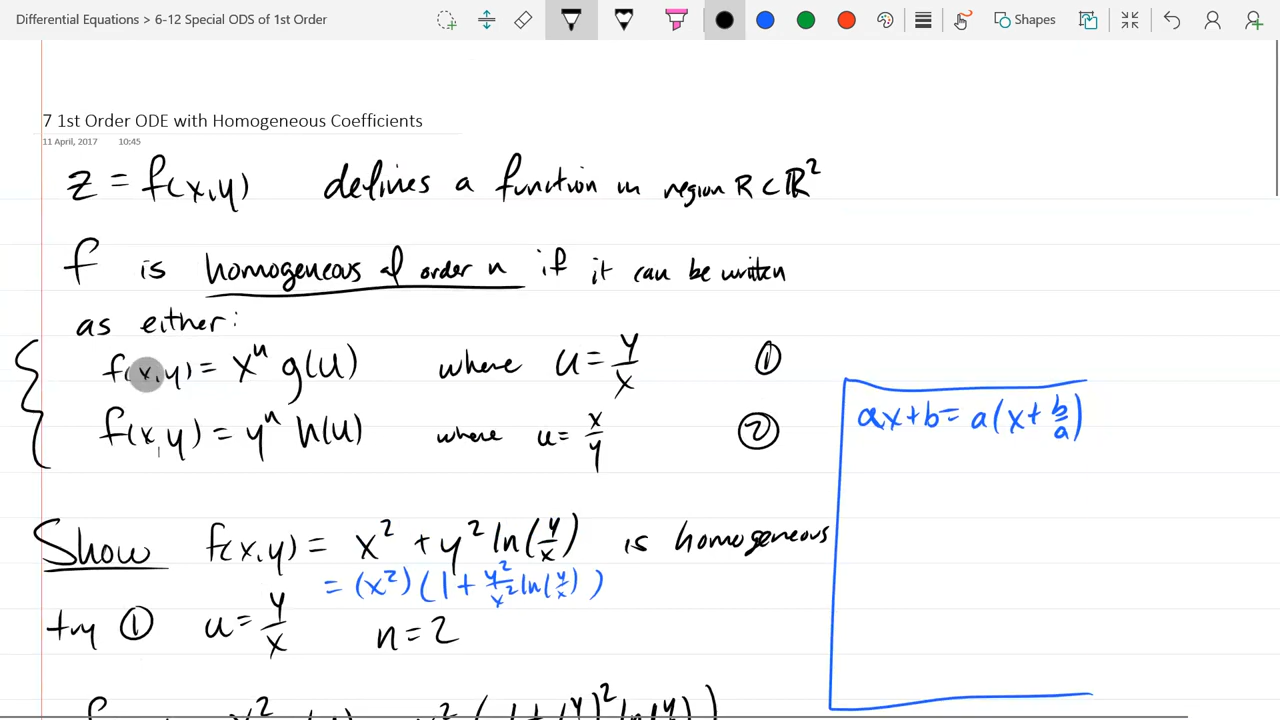 Differential Equations > 6-12 Special ODS of 1st Order
Shapes
7 1st Order ODE with Homogeneous Coefficients
11 April, 2017 10:45
z = f(x,y) defines a function in region R ⊂ ℝ²
f is homogeneous of order n if it can be written
as either:
f(x,y) = xⁿ g(u) where u = y/x ①
f(x,y) = yⁿ h(u) where u = x/y ②
ax+b = a(x + b/a)
Show f(x,y) = x² + y² ln(y/x) is homogeneous
= (x²)(1 + y²/x² ln(y/x))
try ① u = y/x n = 2